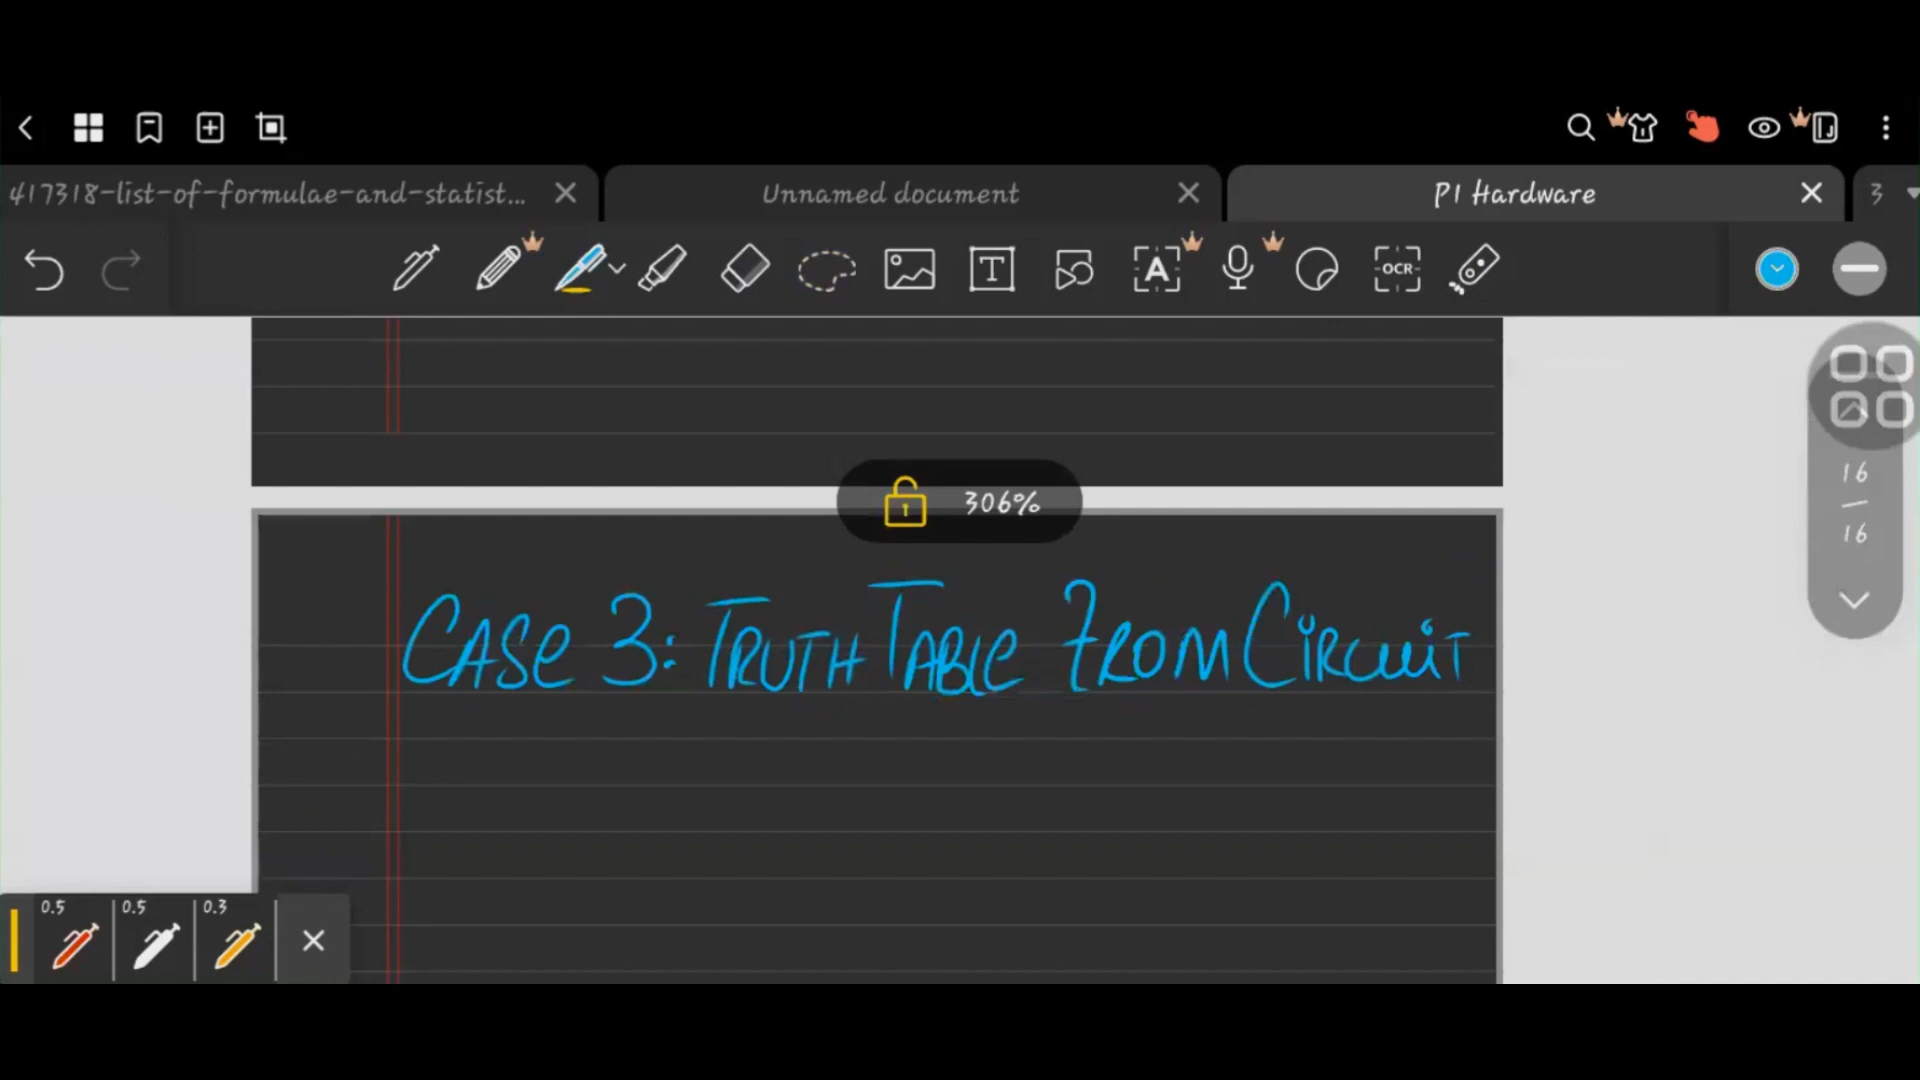 417318-list-of-formulae-and-statist...
Unnamed document
P1 Hardware
3
T
A
OCR
306%
16
16
CASE 3: TRUTH TABLE FROM CIRCUIT
0.5
0.5
0.3